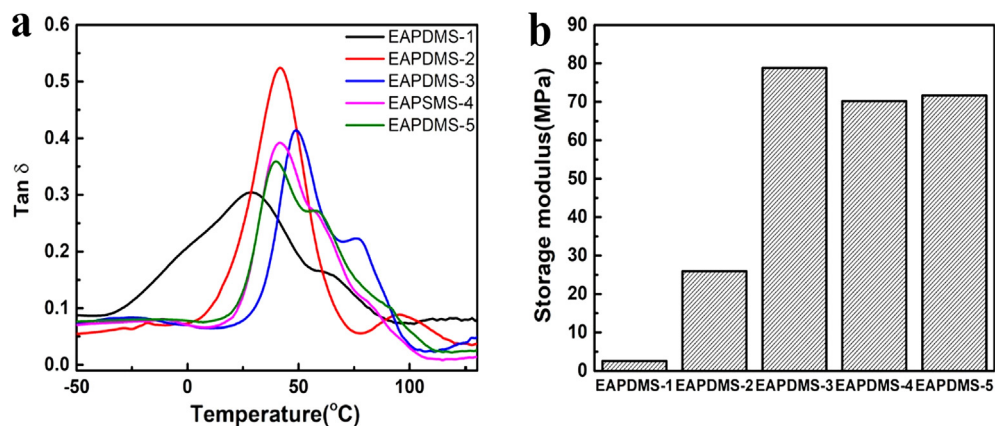 a
EAPDMS-1
EAPDMS-2
EAPDMS-3
EAPSMS-4
EAPDMS-5
Tan δ
0.6
0.5
0.4
0.3
0.2
0.1
0.0
-50
0
50
100
Temperature(°C)
b
Storage modulus(MPa)
90
80
70
60
50
40
30
20
10
0
EAPDMS-1 EAPDMS-2 EAPDMS-3 EAPDMS-4 EAPDMS-5